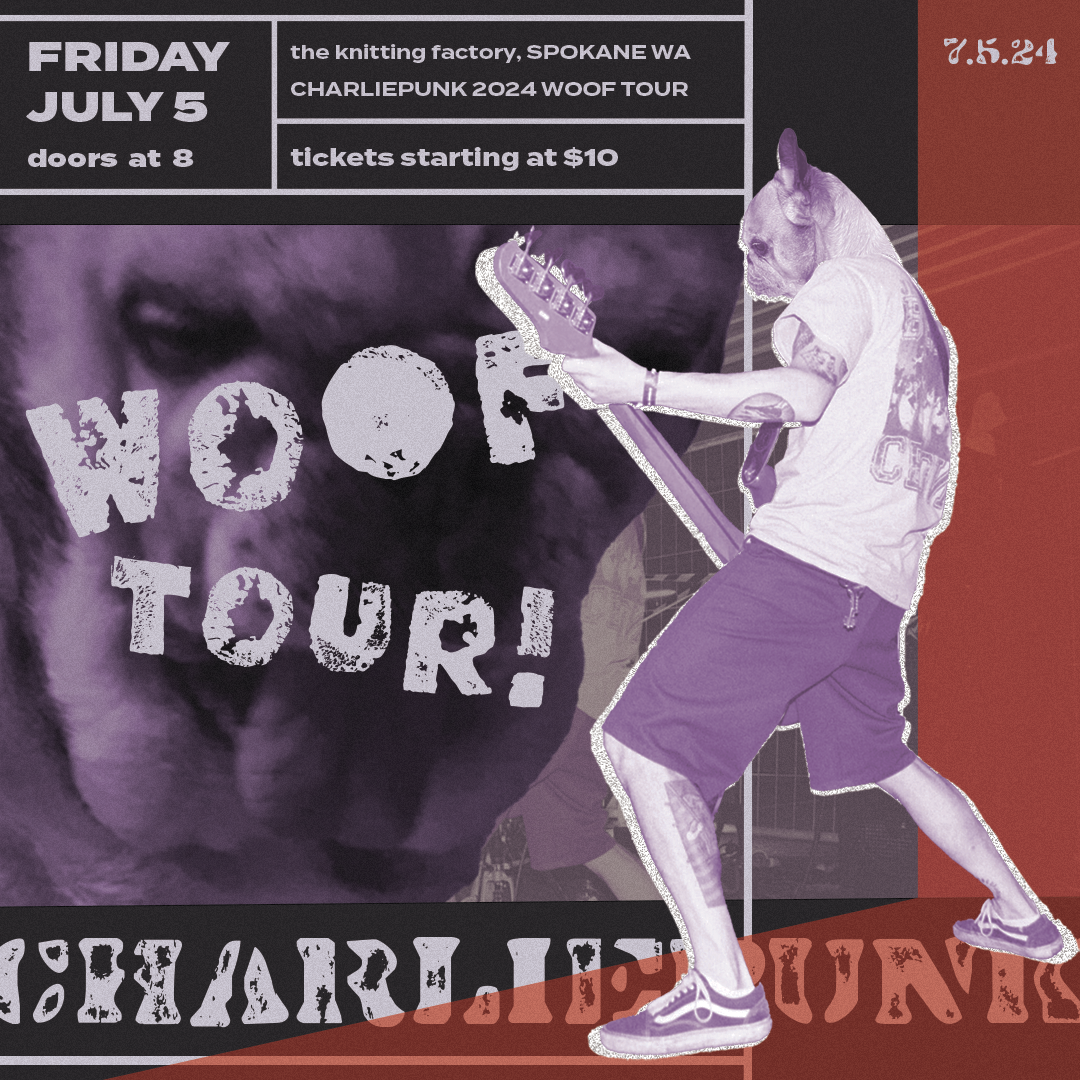 FRIDAY
JULY 5
doors at 8
the knitting factory, SPOKANE WA
CHARLIEPUNK 2024 WOOF TOUR
tickets starting at $10
7.5.24
WOOF
TOUR!
CHARLIEPUNK